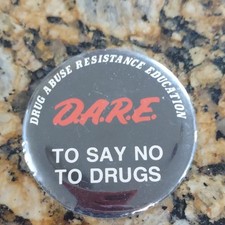 DRUG ABUSE RESISTANCE EDUCATION
D.A.R.E.
TO SAY NO
TO DRUGS